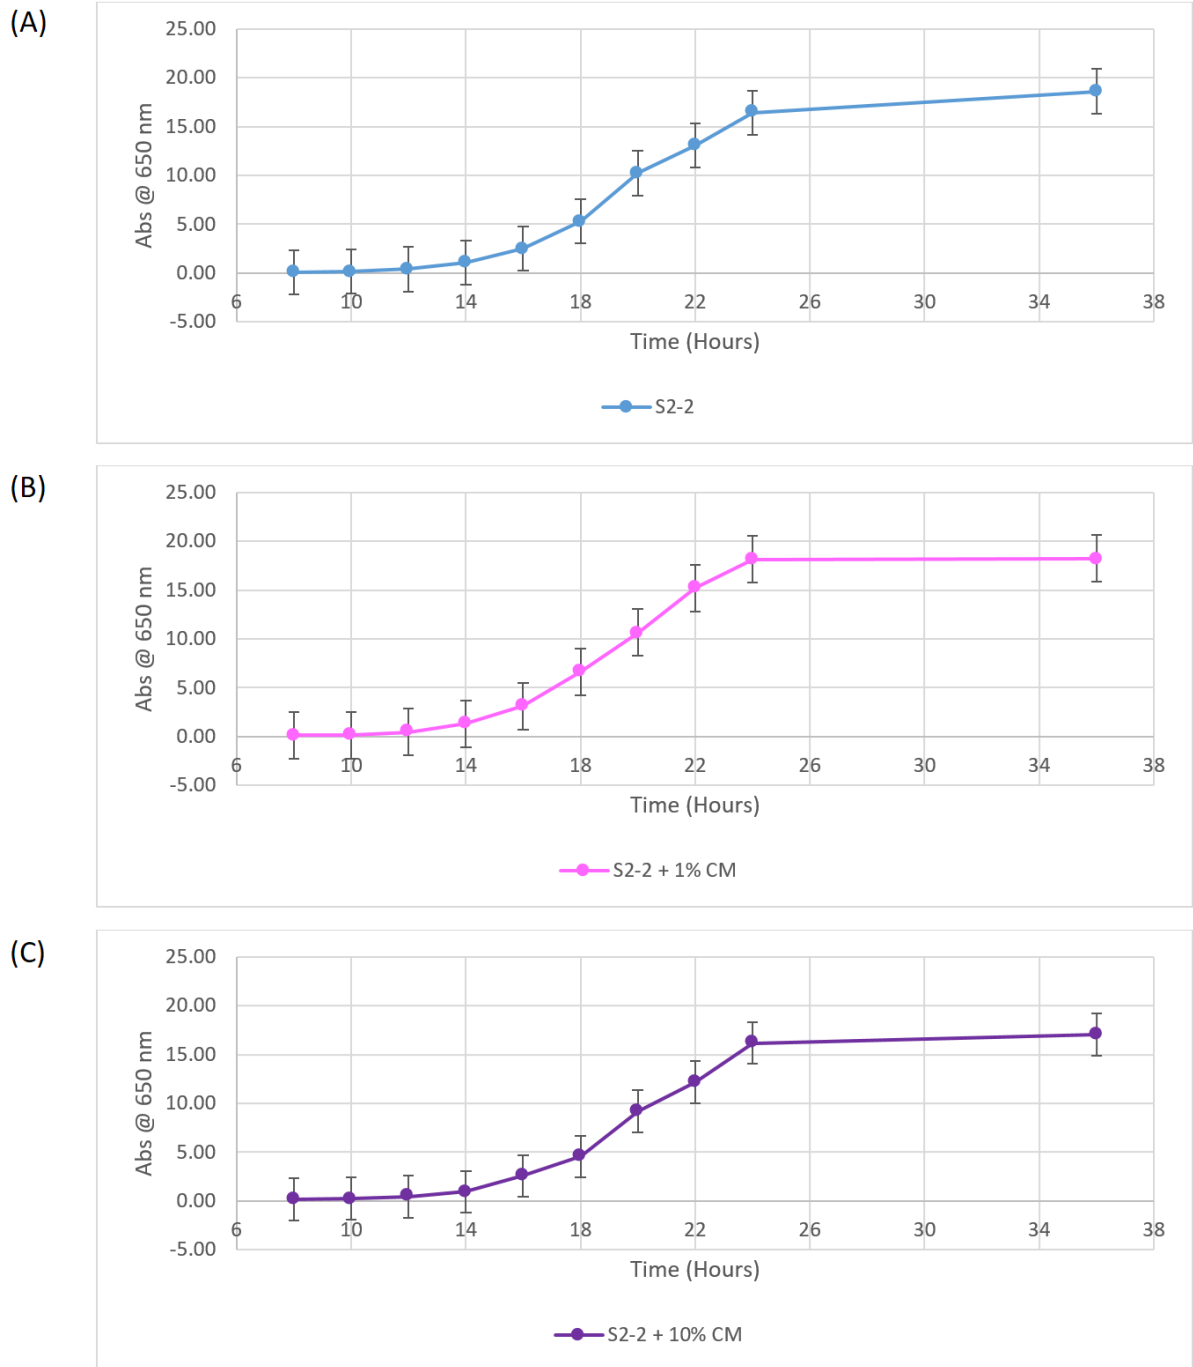 (A)
25.00
20.00
15.00
10.00
5.00
0.00
-5.00
Abs @ 650 nm
6 10 14 18 22 26 30 34 38
Time (Hours)
S2-2
(B)
25.00
20.00
15.00
10.00
5.00
0.00
-5.00
Abs @ 650 nm
6 10 14 18 22 26 30 34 38
Time (Hours)
S2-2 + 1% CM
(C)
25.00
20.00
15.00
10.00
5.00
0.00
-5.00
Abs @ 650 nm
6 10 14 18 22 26 30 34 38
Time (Hours)
S2-2 + 10% CM